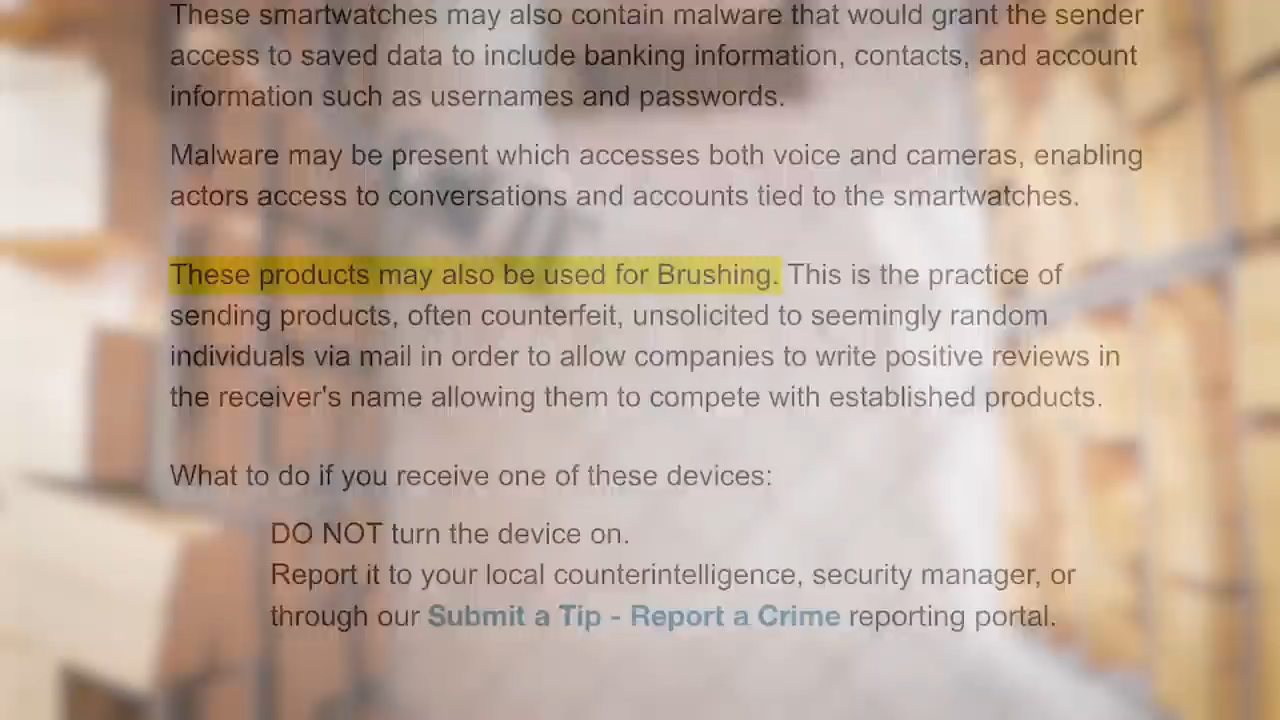 These smartwatches may also contain malware that would grant the sender
access to saved data to include banking information, contacts, and account
information such as usernames and passwords.
Malware may be present which accesses both voice and cameras, enabling
actors access to conversations and accounts tied to the smartwatches.
These products may also be used for Brushing. This is the practice of
sending products, often counterfeit, unsolicited to seemingly random
individuals via mail in order to allow companies to write positive reviews in
the receiver's name allowing them to compete with established products.
What to do if you receive one of these devices:
DO NOT turn the device on.
Report it to your local counterintelligence, security manager, or
through our Submit a Tip - Report a Crime reporting portal.